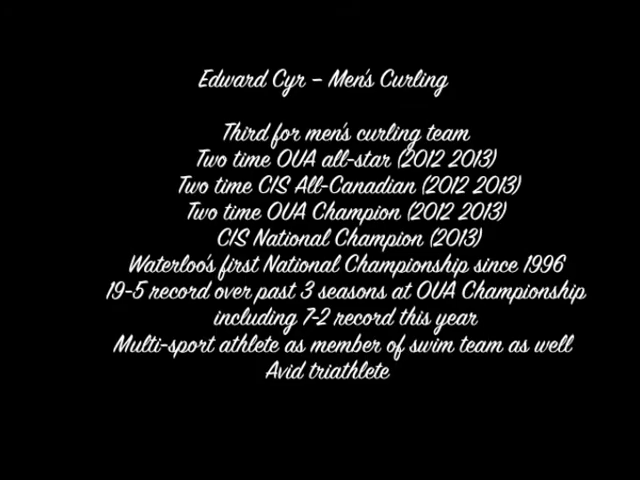 Edward Cyr – Men's Curling
Third for men's curling team
Two time OUA all-star (2012 2013)
Two time CIS All-Canadian (2012 2013)
Two time OUA Champion (2012 2013)
CIS National Champion (2013)
Waterloo's first National Championship since 1996
19-5 record over past 3 seasons at OUA Championship
including 7-2 record this year
Multi-sport athlete as member of swim team as well
Avid triathlete